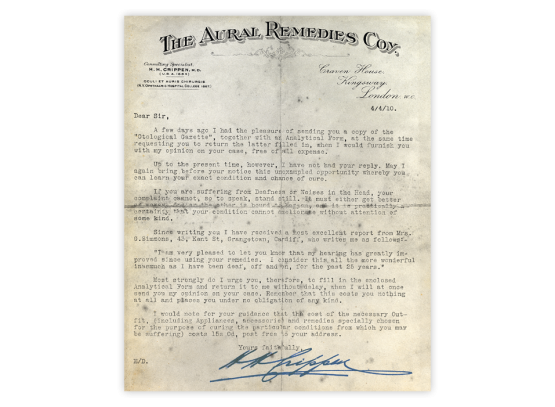 THE AURAL REMEDIES COY.,
Consulting Specialist.
H. H. CRIPPEN, M.D.
(U.S.A. 1885)
OCULI ET AURIS CHIRURGIS
Craven House,
Kingsway,
London W.C.
4/4/10.
Dear Sir,
A few days ago I had the pleasure of sending you a copy of the
"Otological Gazette", together with an Analytical Form, at the same time
requesting you to return the latter filled in, when I would furnish you
with my opinion on your case, free of all expense.
Up to the present time, however, I have not had your reply. May I
again bring before your notice this unexampled opportunity whereby you
can learn your exact condition and chance of cure.
If you are suffering from Deafness or Noises in the Head, your
complaint cannot, so to speak, stand still. It must either get better
certainty that your condition cannot without attention of
some kind.
Since writing you I have received a most excellent report from Mrs.
S. Simmons, Kent St, Grangetown, Cardiff, who writes me as follows-
"I am very pleased to let you know that my hearing has greatly im-
proved since using your remedies. I consider this all the more wonderful
inasmuch as I have been deaf, off and on, for the past 25 years."
Most strongly do I urge you, therefore, to fill in the enclosed
Analytical Form and return it to me without delay, when I will at once
send you my opinion on your case. Remember that this costs you nothing
at all and places you under no obligation of any kind.
I would note for your guidance that the cost of the necessary Out-
fit, (including Appliances, Accessories) and remedies specially chosen
for the purpose of curing the particular conditions from which you may
be suffering) costs post free to your address.
Yours faithfully,
H H Crippen